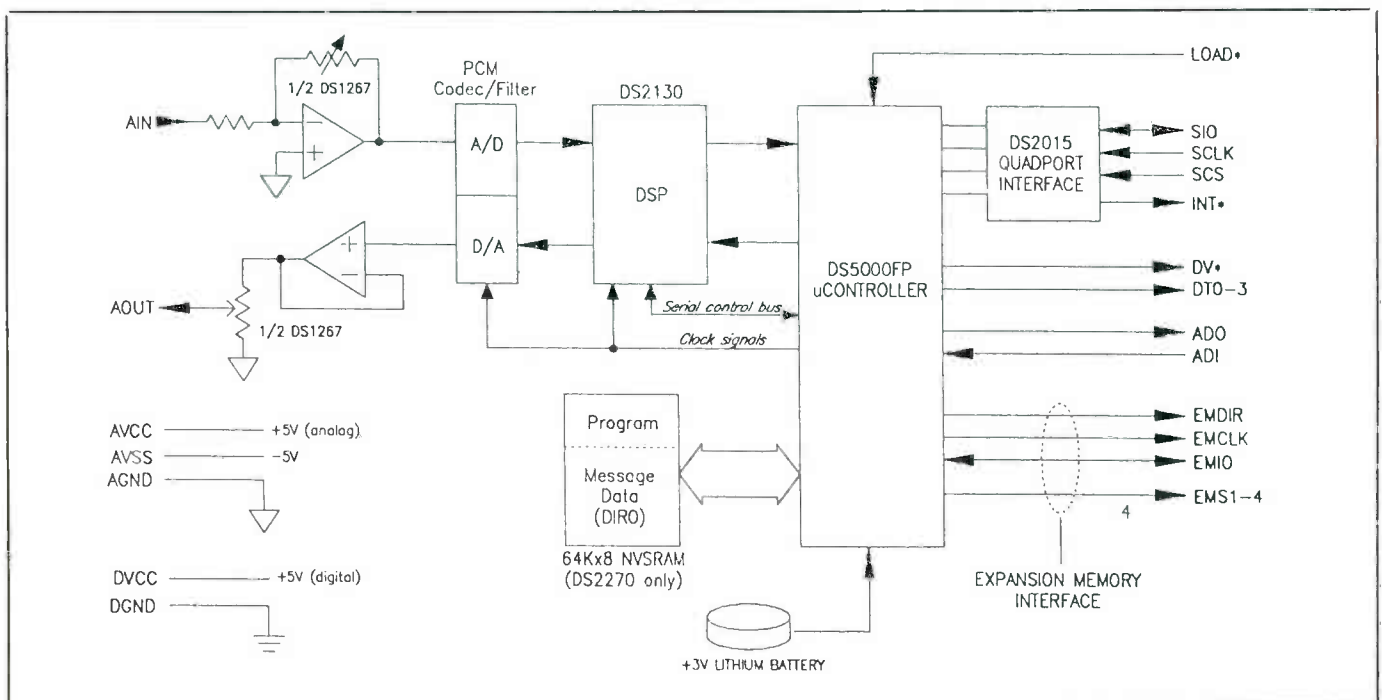 1/2 DS1267
AIN
PCM
Codec/Filter
A/D
D/A
DS2130
DSP
AOUT
1/2 DS1267
Serial control bus
Clock signals
DS5000FP
uCONTROLLER
LOAD*
DS2015
QUADPORT
INTERFACE
SIO
SCLK
SCS
INT*
DV*
DT0-3
ADO
ADI
EMDIR
EMCLK
EMIO
EMS1-4
4
EXPANSION MEMORY
INTERFACE
Program
Message
Data
(DIR0)
64Kx8 NVSRAM
(DS2270 only)
+3V LITHIUM BATTERY
AVCC +5V (analog)
AVSS -5V
AGND
DVCC +5V (digital)
DGND